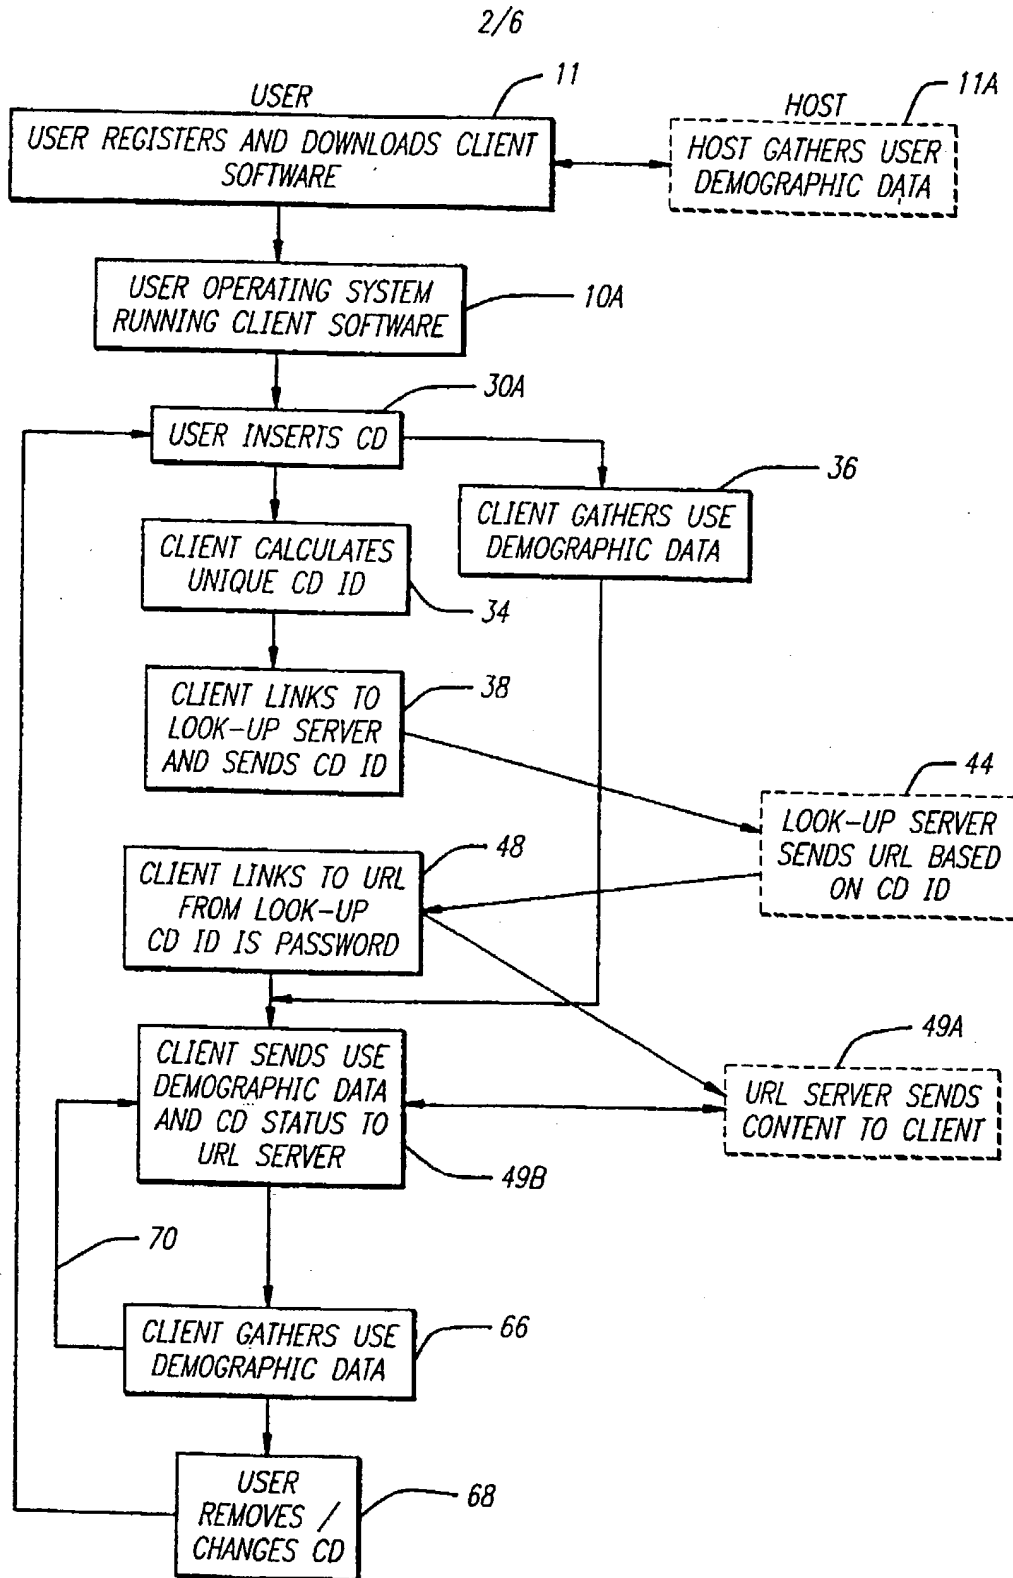 2/6
USER
11
USER REGISTERS AND DOWNLOADS CLIENT
SOFTWARE
HOST
11A
HOST GATHERS USER
DEMOGRAPHIC DATA
USER OPERATING SYSTEM
RUNNING CLIENT SOFTWARE
10A
30A
USER INSERTS CD
36
CLIENT GATHERS USE
DEMOGRAPHIC DATA
CLIENT CALCULATES
UNIQUE CD ID
34
CLIENT LINKS TO
LOOK-UP SERVER
AND SENDS CD ID
38
44
LOOK-UP SERVER
SENDS URL BASED
ON CD ID
48
CLIENT LINKS TO URL
FROM LOOK-UP
CD ID IS PASSWORD
CLIENT SENDS USE
DEMOGRAPHIC DATA
AND CD STATUS TO
URL SERVER
49B
49A
URL SERVER SENDS
CONTENT TO CLIENT
70
CLIENT GATHERS USE
DEMOGRAPHIC DATA
66
USER
REMOVES /
CHANGES CD
68